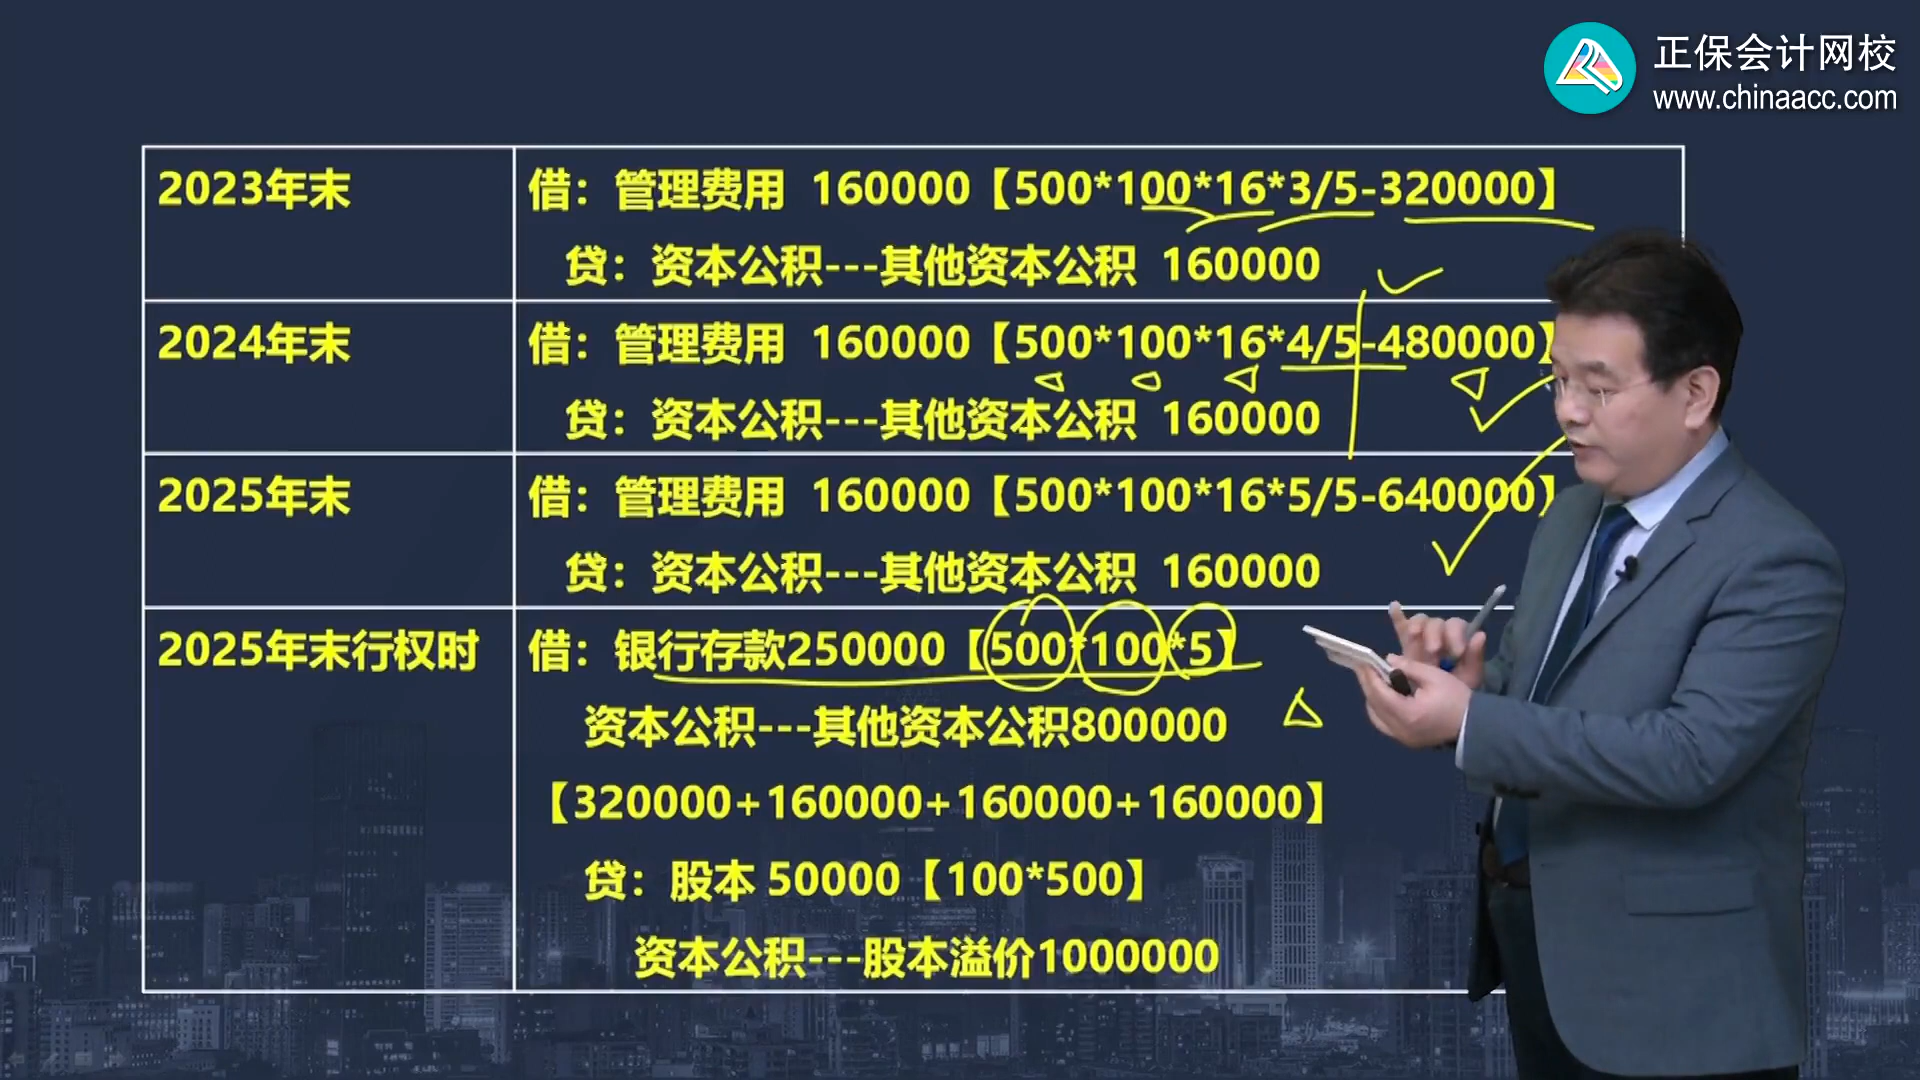 正保会计网校
www.chinaacc.com
2023年末
借：管理费用 160000【500*100*16*3/5-320000】
贷：资本公积---其他资本公积 160000
2024年末
借：管理费用 160000【500*100*16*4/5-480000】
贷：资本公积---其他资本公积 160000
2025年末
借：管理费用 160000【500*100*16*5/5-640000】
贷：资本公积---其他资本公积 160000
2025年末行权时
借：银行存款250000【500*100*5】
资本公积---其他资本公积800000
【320000+160000+160000+160000】
贷：股本 50000【100*500】
资本公积---股本溢价1000000